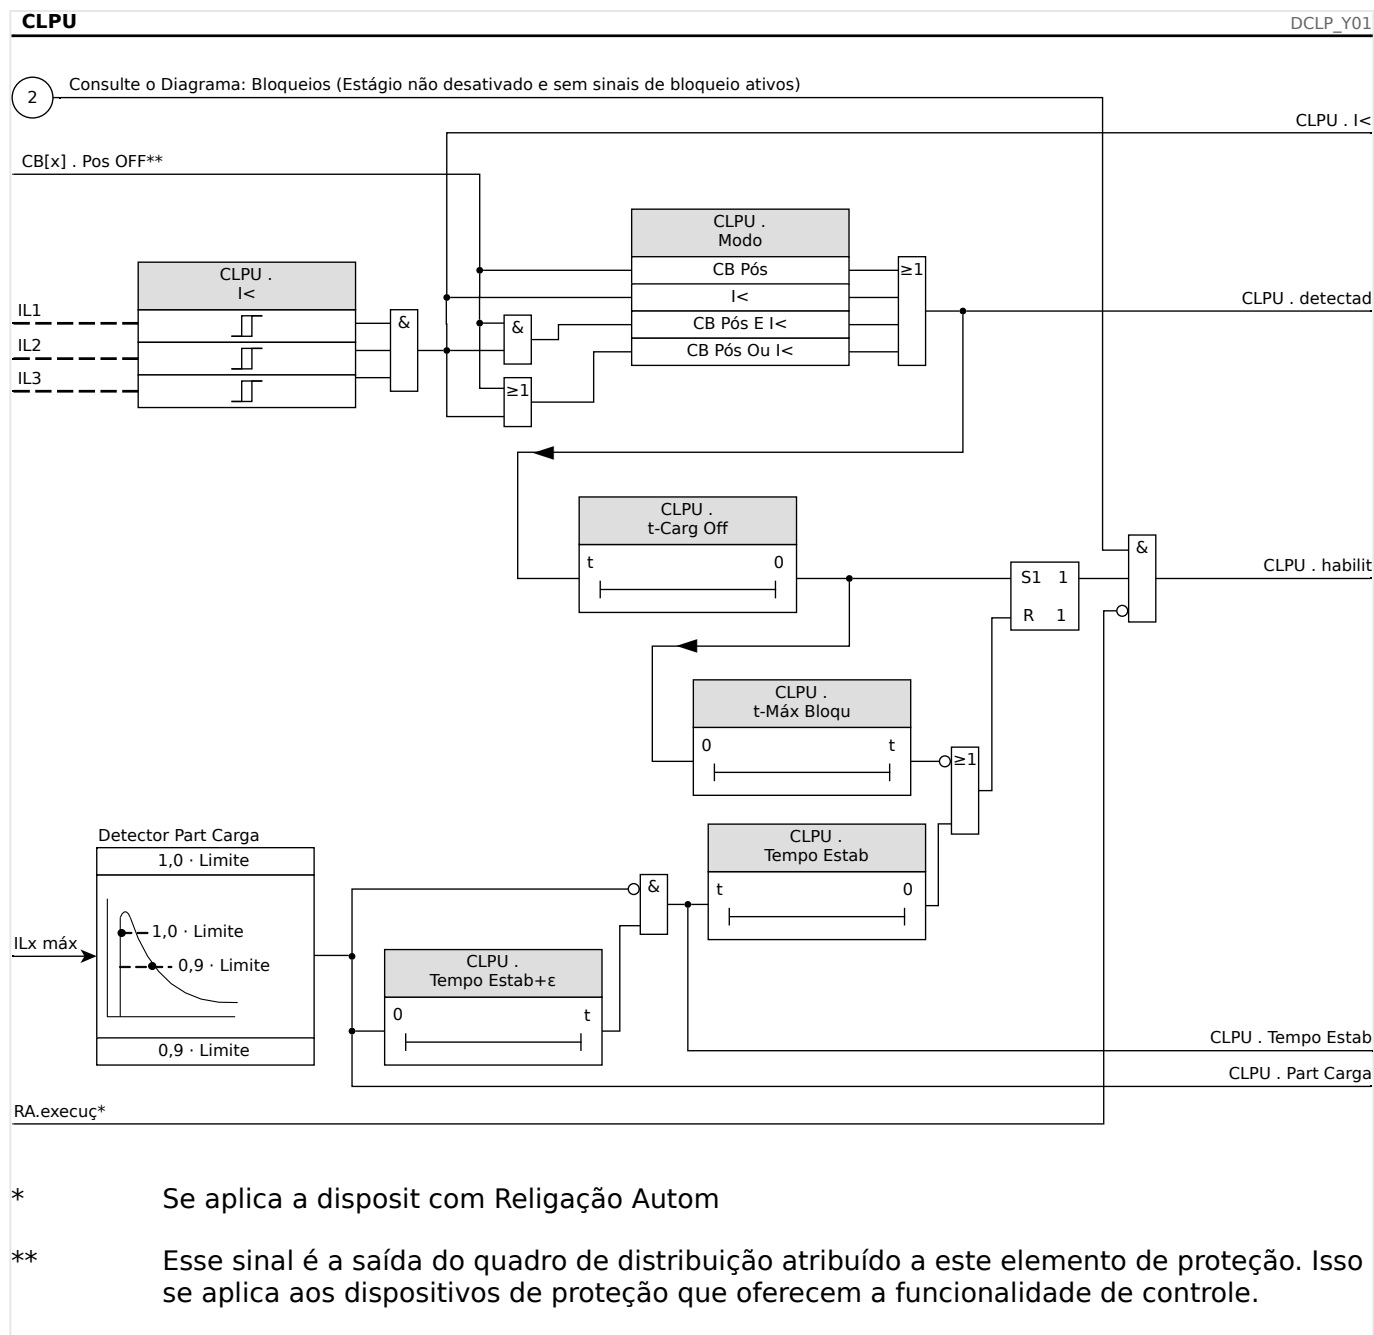 CLPU
DCLP_Y01
2
Consulte o Diagrama: Bloqueios (Estágio não desativado e sem sinais de bloqueio ativos)
CLPU . I<
CB[x] . Pos OFF**
CLPU .
Modo
CB Pós
I<
CB Pós E I<
CB Pós Ou I<
≥1
CLPU .
I<
IL1
IL2
IL3
&
&
≥1
CLPU . detectad
CLPU .
t-Carg Off
t 0
S1 1
R 1
&
CLPU . habilit
CLPU .
t-Máx Bloqu
0 t
≥1
Detector Part Carga
1,0 · Limite
1,0 · Limite
0,9 · Limite
0,9 · Limite
ILx máx
CLPU .
Tempo Estab
t 0
&
CLPU .
Tempo Estab+ε
0 t
CLPU . Tempo Estab
CLPU . Part Carga
RA.execuç*
* Se aplica a disposit com Religação Autom
** Esse sinal é a saída do quadro de distribuição atribuído a este elemento de proteção. Isso
se aplica aos dispositivos de proteção que oferecem a funcionalidade de controle.